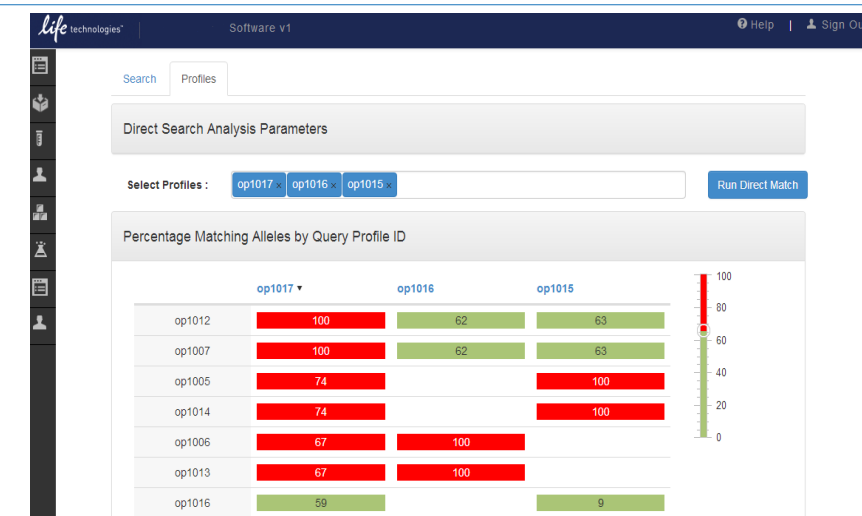 life technologies™ Software v1 Help | Sign Ou
Search Profiles
Direct Search Analysis Parameters
Select Profiles : op1017 × op1016 × op1015 × Run Direct Match
Percentage Matching Alleles by Query Profile ID
op1017 ▾ op1016 op1015
op1012 100 62 63
op1007 100 62 63
op1005 74 100
op1014 74 100
op1006 67 100
op1013 67 100
op1016 59 9
100
80
60
40
20
0